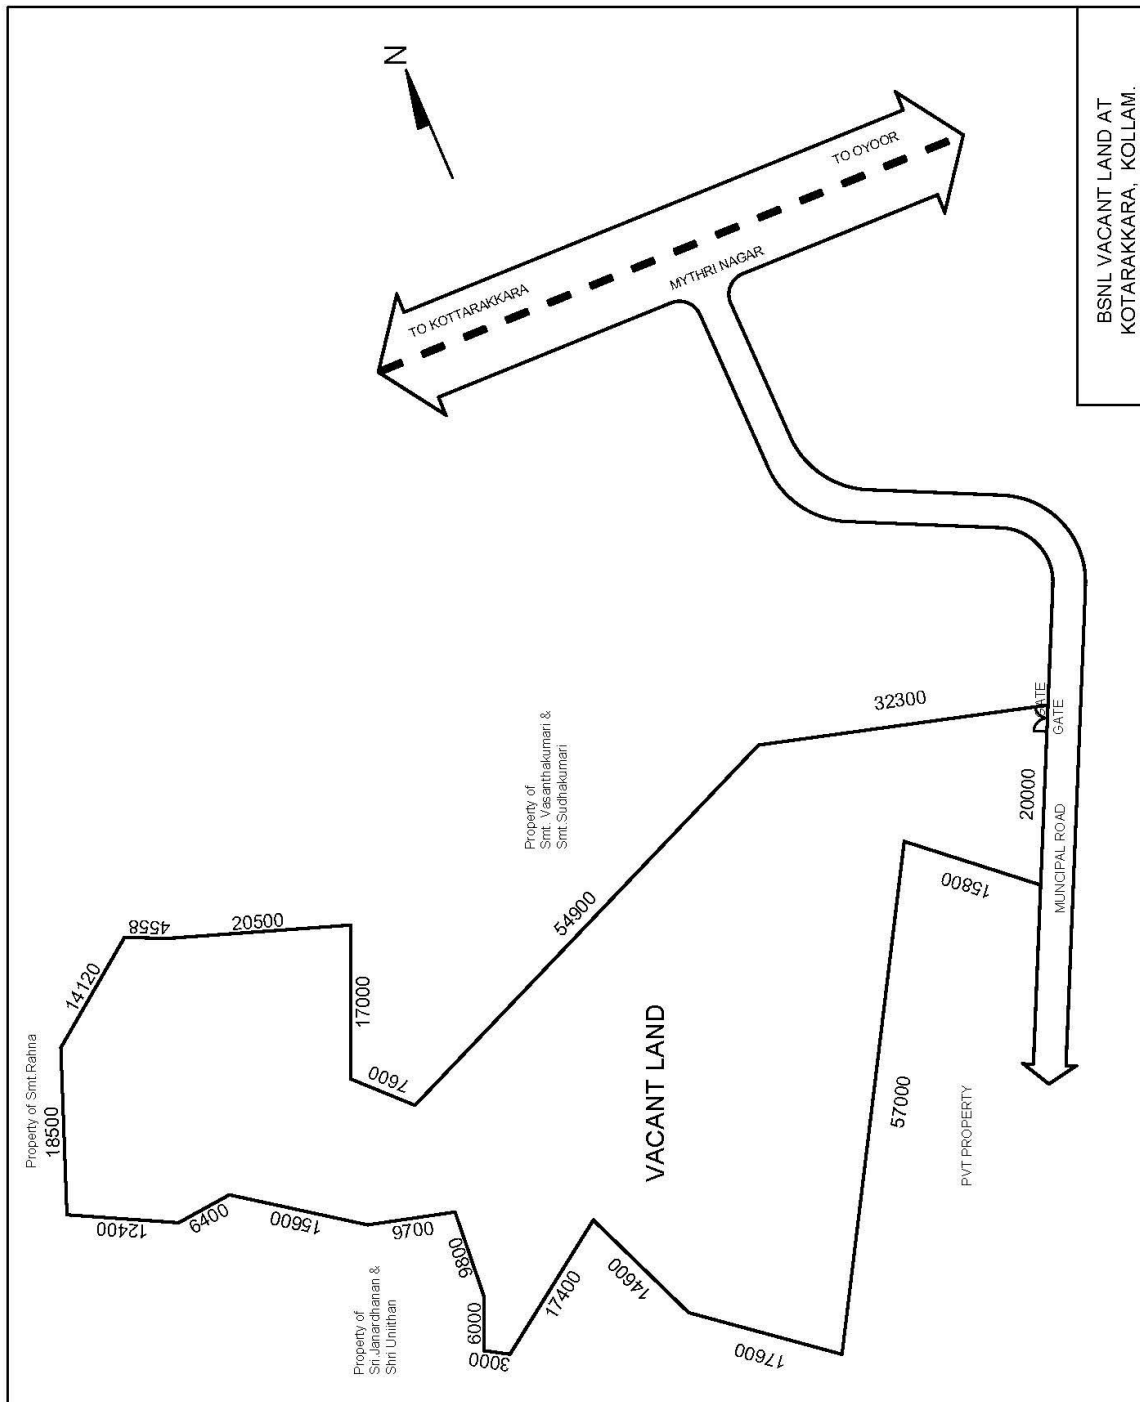 N
TO OYOOR
MYTHRI NAGAR
TO KOTTARAKKARA
BSNL VACANT LAND AT
KOTARAKKARA, KOLLAM.
32300
GATE
GATE
20000
MUNCIPAL ROAD
15800
Property of
Smt. Vasanthakumari &
Smt.Sudhakumari
54900
4558
20500
14120
17000
7600
Property of Smt.Rahna
18500
12400
6400
15600
9700
9800
6000
3000
17400
14600
17600
57000
VACANT LAND
PVT PROPERTY
Property of
Sri.Janardhanan &
Shri Uniithan